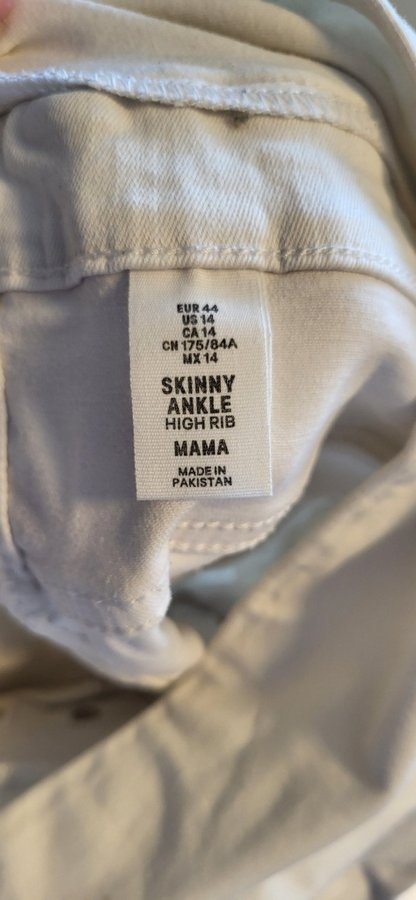 EUR 44
US 14
CA 14
CN 175/84A
MX 14
SKINNY
ANKLE
HIGH RIB
MAMA
MADE IN
PAKISTAN